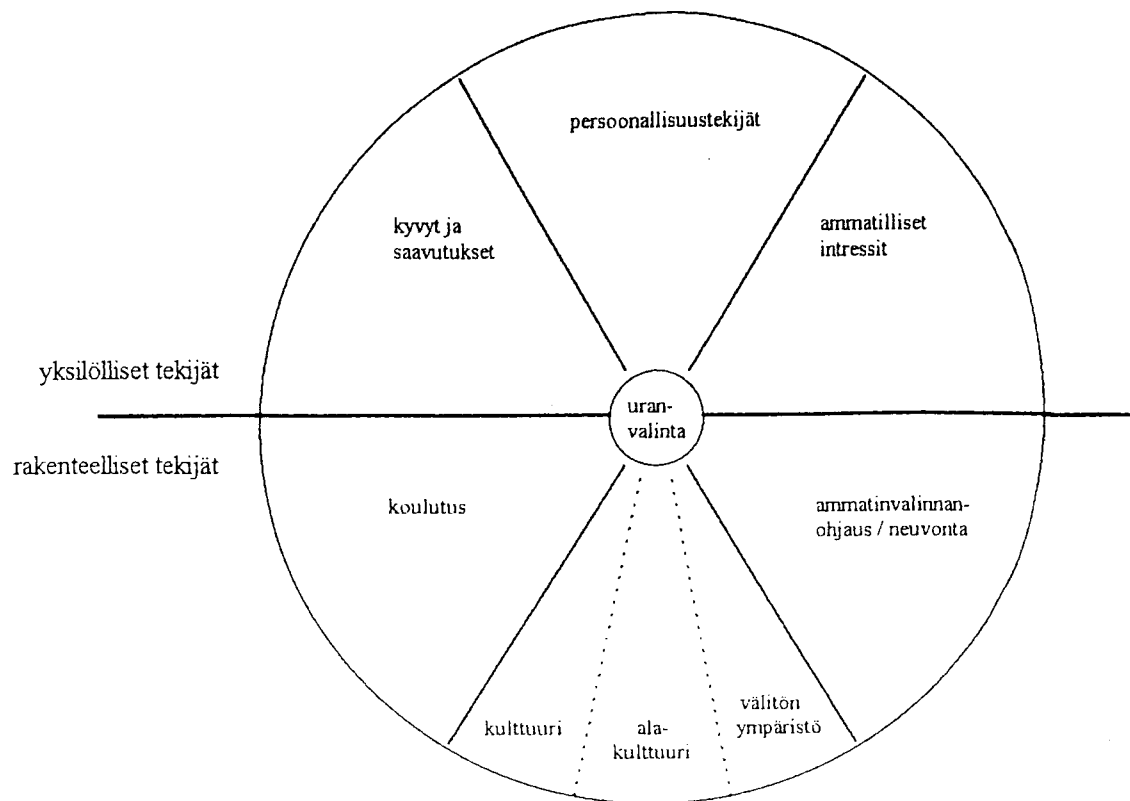 persoonallisuustekijät
kyvyt ja
saavutukset
ammatilliset
intressit
yksilölliset tekijät
uran-
valinta
rakenteelliset tekijät
koulutus
ammatinvalinnan-
ohjaus / neuvonta
kulttuuri
ala-
kulttuuri
välitön
ympäristö